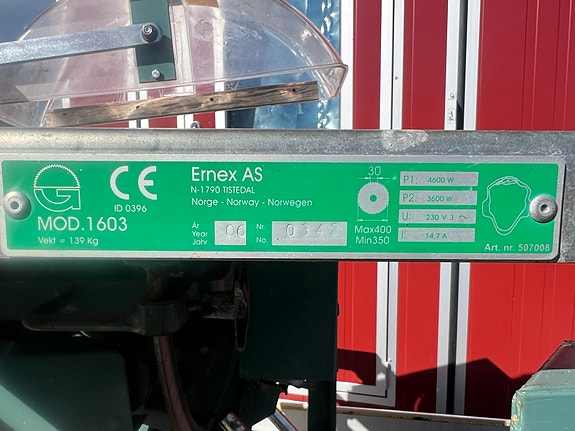 CE
ID 0396
MOD.1603
Vekt = 139 Kg
Ernex AS
N-1790 TISTEDAL
Norge - Norway - Norwegen
År
Year
Jahr
06
Nr.
No.
0342
30
Max400
Min350
P1: 4600 W
P2: 3600 W
U: 230 V 3 ~
I: 14,7 A
Art. nr. 507008